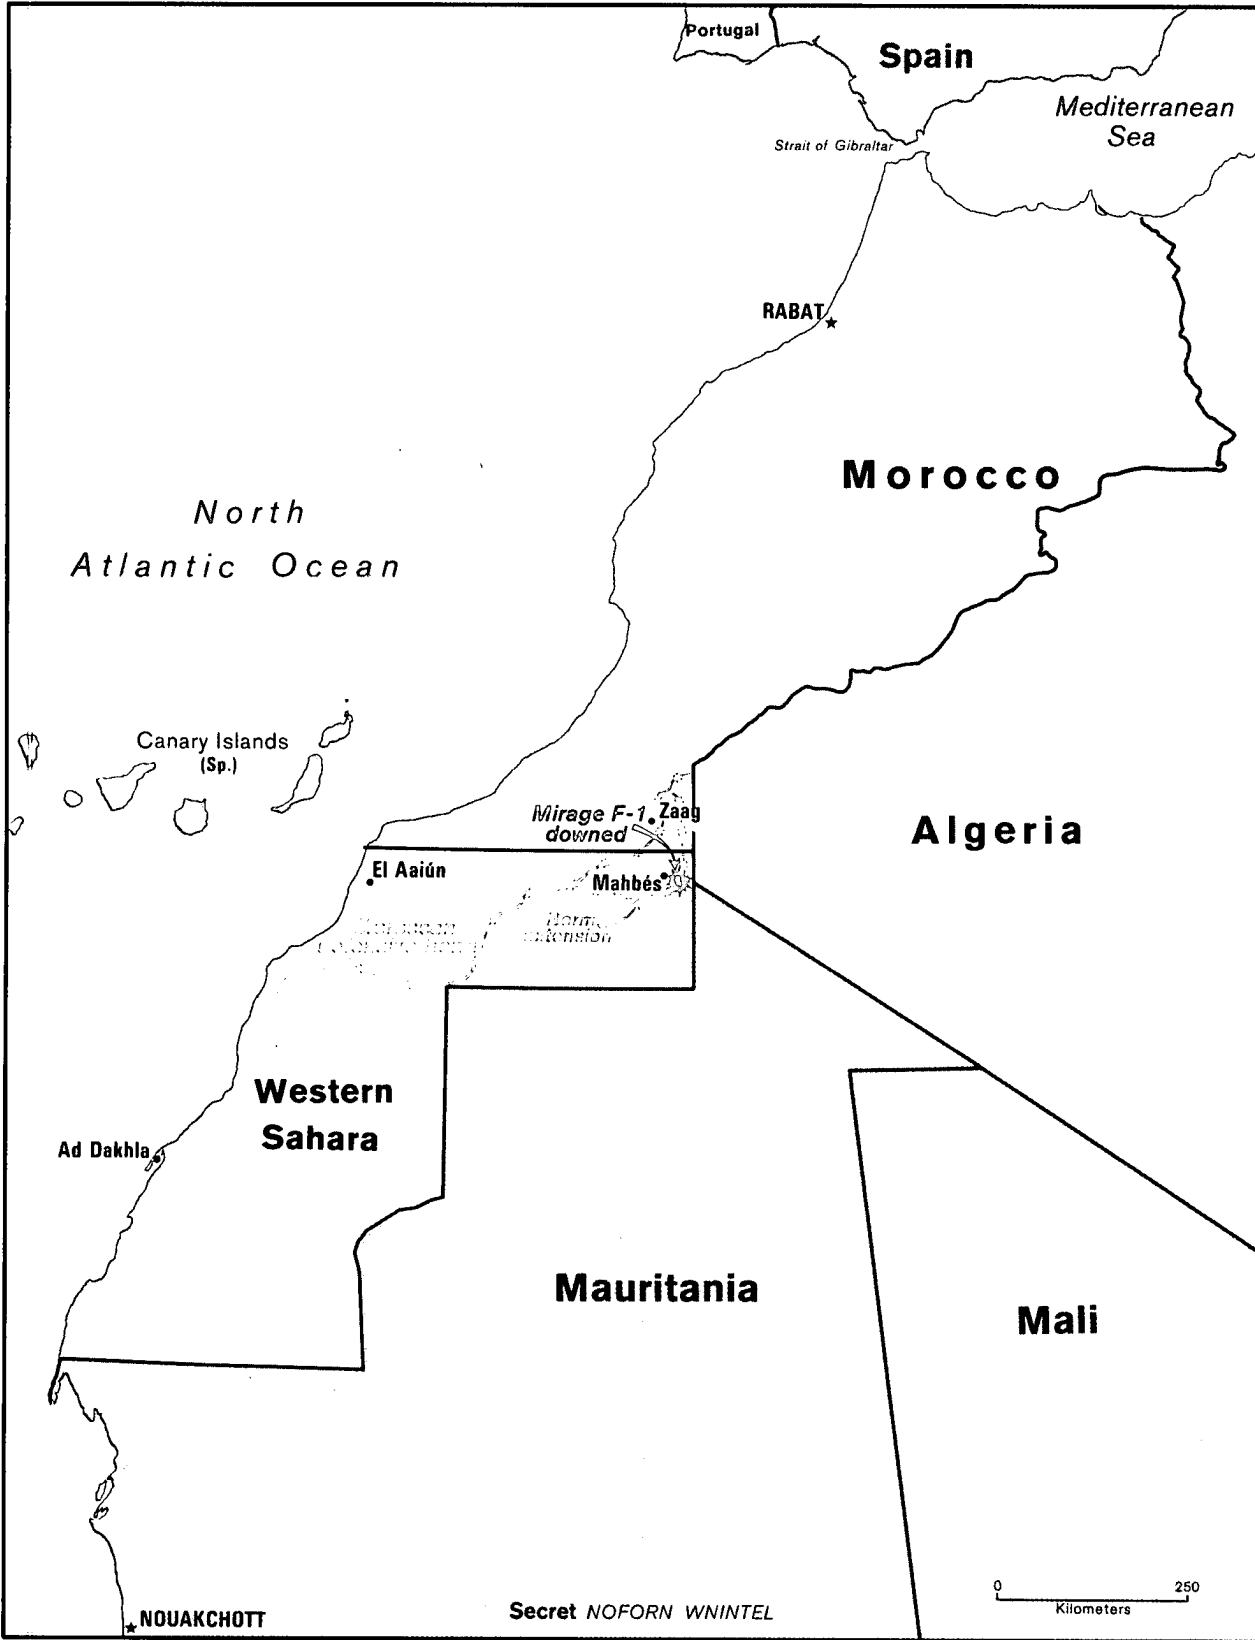 Portugal
Spain
Mediterranean
Sea
Strait of Gibraltar
RABAT
Morocco
North
Atlantic Ocean
Canary Islands
(Sp.)
Mirage F-1
downed
Zaag
Algeria
El Aaiún
Mahbés
extension
Western
Sahara
Ad Dakhla
Mauritania
Mali
NOUAKCHOTT
Secret NOFORN WNINTEL
0 250
Kilometers